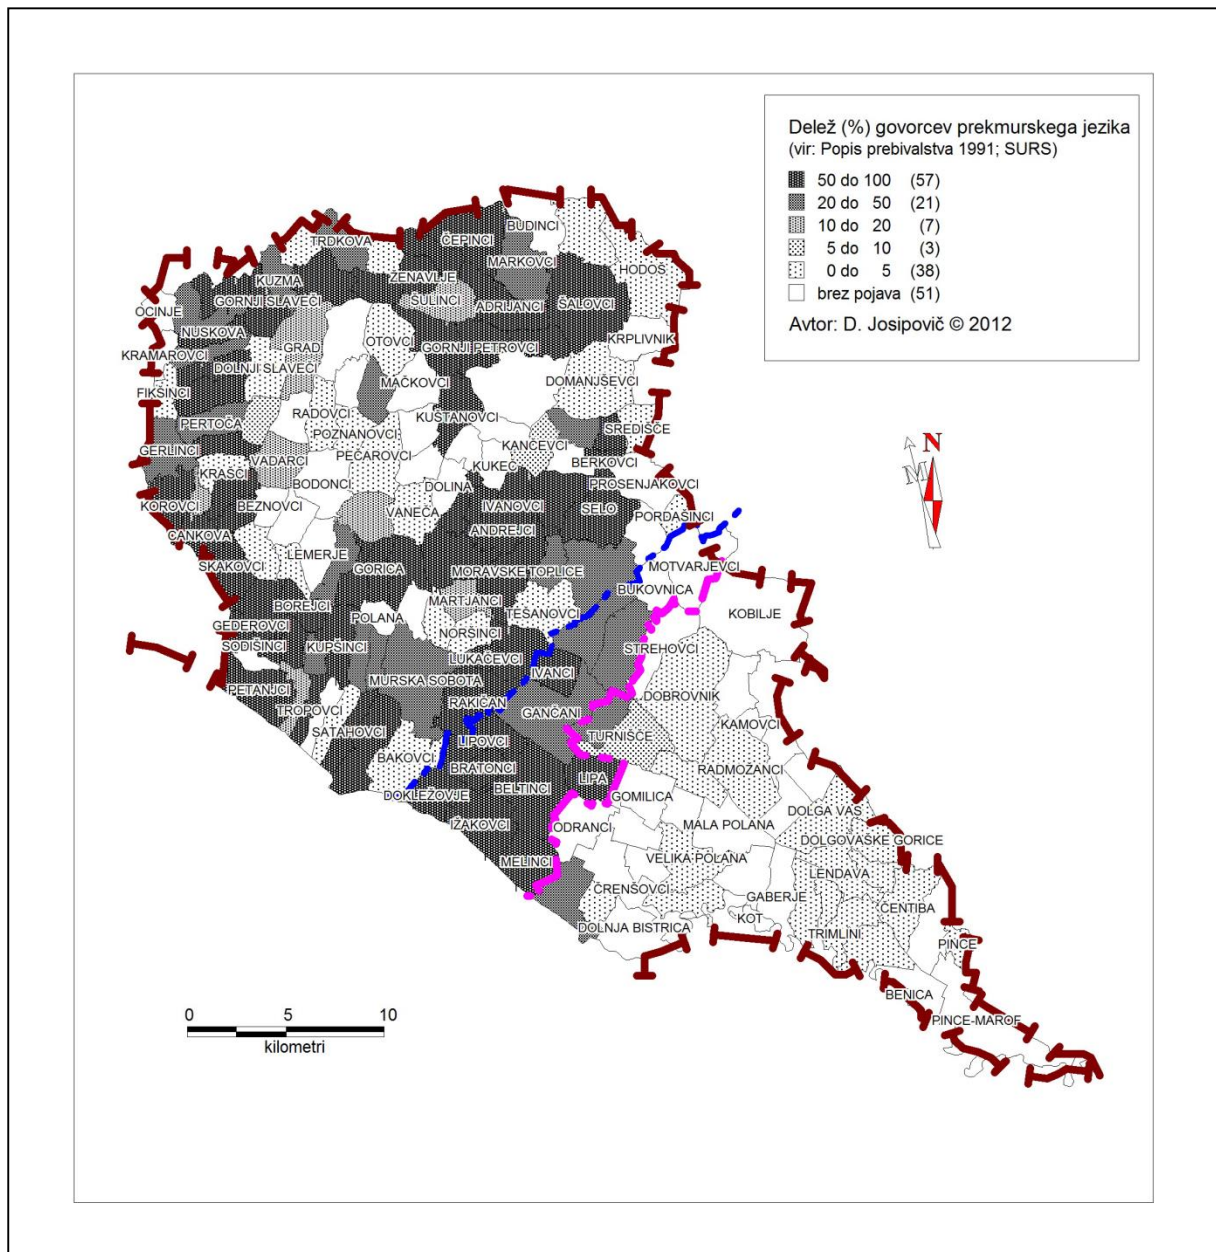 Delež (%) govorcev prekmurskega jezika
(vir: Popis prebivalstva 1991; SURS)
50 do 100 (57)
20 do 50 (21)
10 do 20 (7)
5 do 10 (3)
0 do 5 (38)
brez pojava (51)
Avtor: D. Josipovič © 2012
BUDINCI
TRDKOVA
ČEPINCI
MARKOVCI
HODOŠ
KUZMA
ŽENAVLJE
ŠULINCI
ADRIJANCI
ŠALOVCI
GORNJI SLAVEČI
OCINJE
NUSKOVA
KRAMAROVCI
GRAD
OTOVCI
GORNJI PETROVCI
KRPLIVNIK
DOLNJI SLAVEČI
FIKŠINCI
MAČKOVCI
DOMANJŠEVCI
RADOVCI
KUŠTANOVCI
PERTOČA
POZNANOVCI
SREDIŠČE
GERLINCI
KANČEVCI
VADARCI
PEČAROVCI
KUKEČ
BERKOVCI
KRAŠČI
BODONCI
DOLINA
PROSENJAKOVCI
KOROVCI
BEZNOVCI
VANEČA
IVANOVCI
SELO
PORDAŠINCI
CANKOVA
ANDREJCI
N
M
LEMERJE
SKAKOVCI
GORICA
MORAVSKE TOPLICE
MOTVARJEVCI
BUKOVNICA
BOREJCI
MARTJANCI
TEŠANOVCI
KOBILJE
GEDEROVCI
POLANA
SODIŠINCI
KUPŠINCI
NORŠINCI
STREHOVCI
LUKAČEVCI
IVANCI
PETANJCI
MURSKA SOBOTA
DOBROVNIK
RAKIČAN
TROPOVCI
GANČANI
KAMOVCI
SATAHOVCI
TURNIŠČE
LIPOVCI
BAKOVCI
BRATONCI
RADMOŽANCI
LIPA
BELTINCI
DOKLEŽOVJE
GOMILICA
DOLGA VAS
IŽAKOVCI
ODRANCI
MALA POLANA
DOLGOVAŠKE GORICE
MELINCI
VELIKA POLANA
LENDAVA
ČRENŠOVCI
GABERJE
ČENTIBA
KOT
DOLNJA BISTRICA
TRIMLINI
PINCE
BENICA
PINCE-MAROF
0 5 10
kilometri